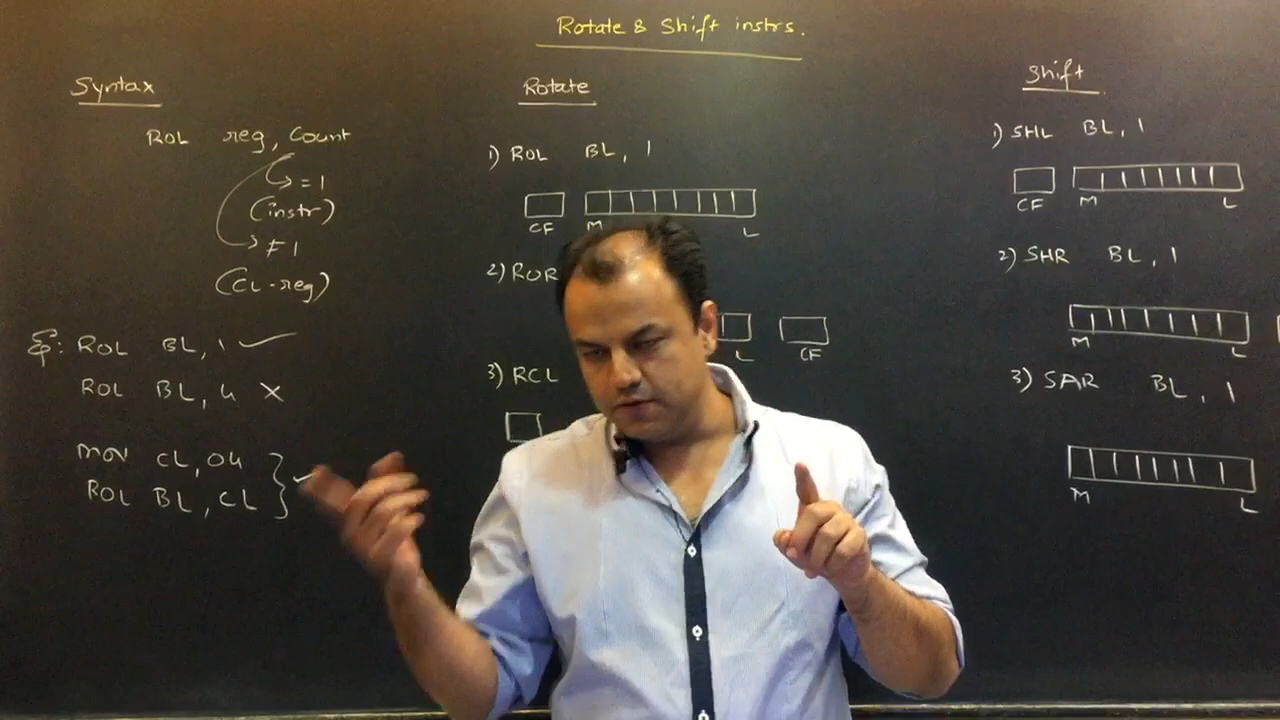 Rotate & Shift instrs.
Syntax
ROL reg, Count
= 1
(instr)
≠ 1
(CL-reg)
Eg: ROL BL, 1 ✓
ROL BL, 4 X
MOV CL, 04
ROL BL, CL
Rotate
1) ROL BL, 1
CF M L
2) ROR
L CF
3) RCL
Shift
1) SHL BL, 1
CF M L
2) SHR BL, 1
M L
3) SAR BL, 1
M L